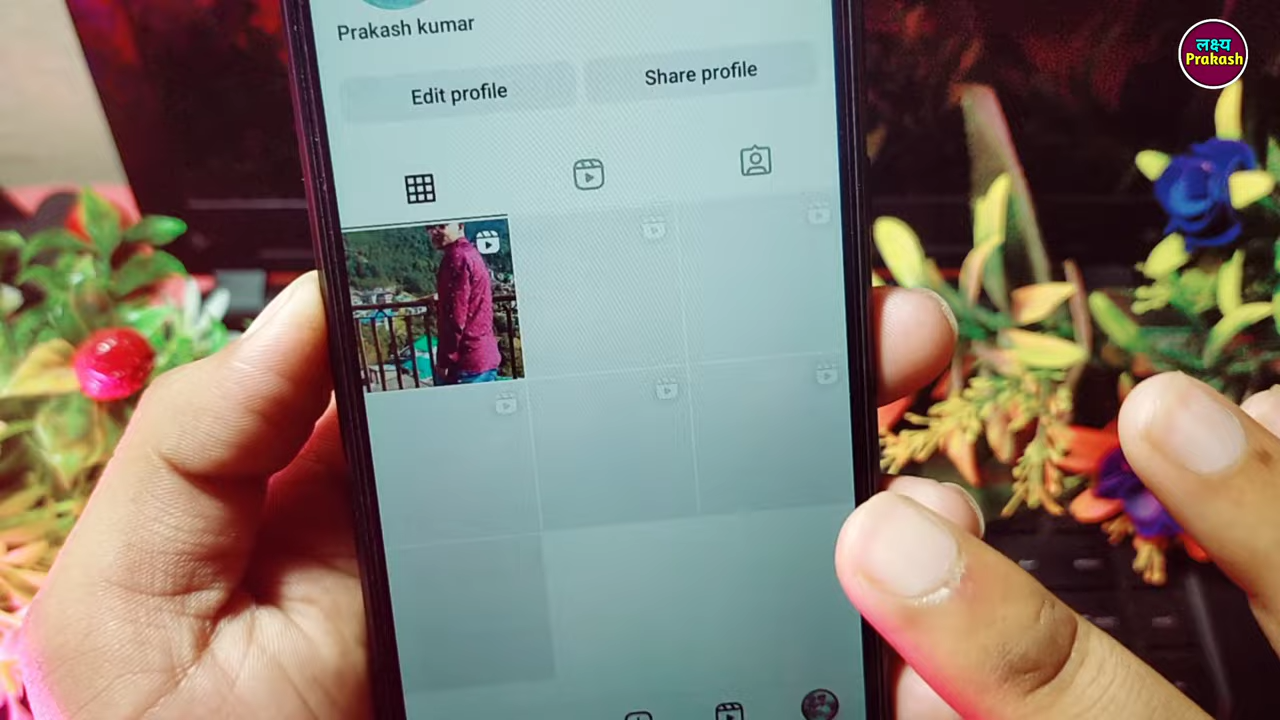 Prakash kumar
Edit profile
Share profile
लक्ष्य
Prakash